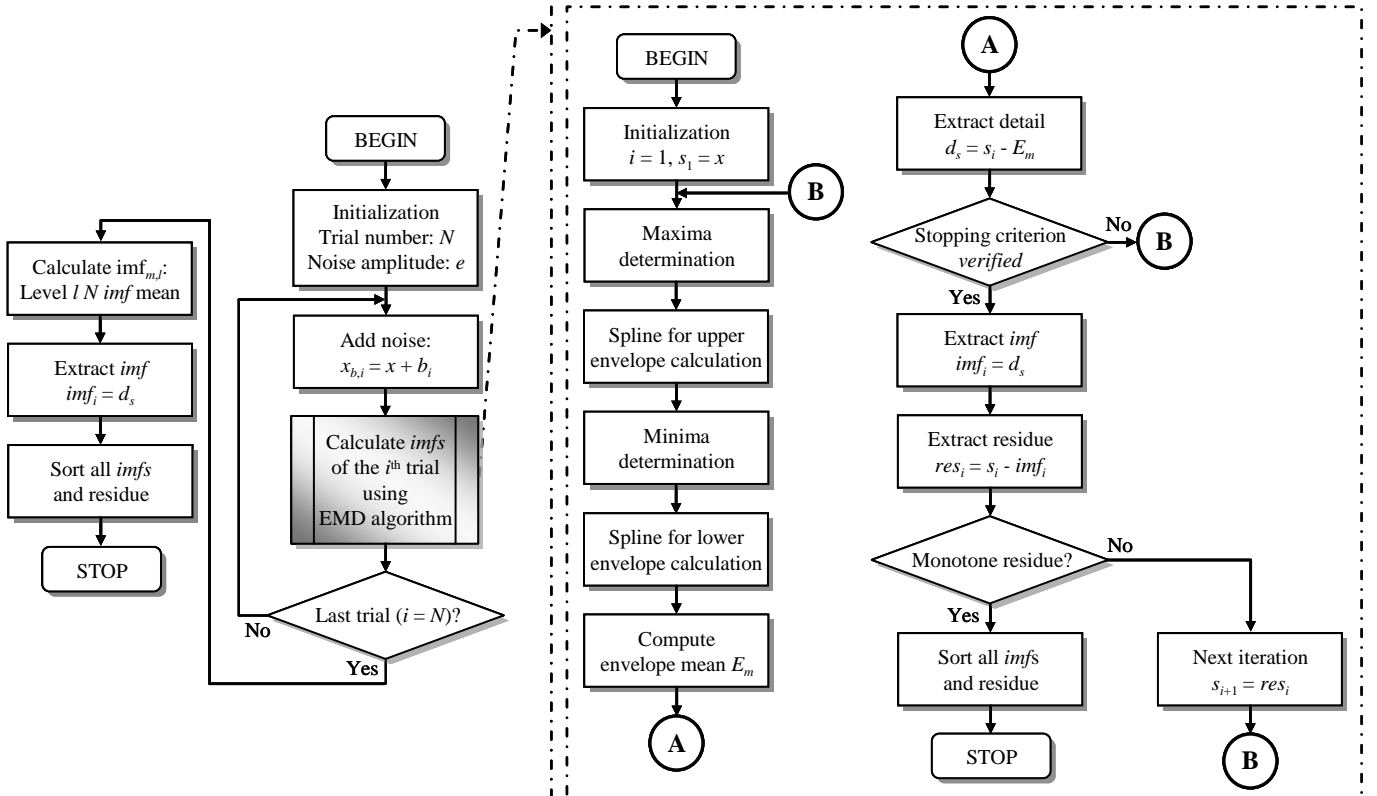 BEGIN
Initialization
Trial number: N
Noise amplitude: e
Add noise:
x_{b,i} = x + b_i
Calculate imfs
of the i^{th} trial
using
EMD algorithm
Last trial (i = N)?
No
Yes
Calculate imf_{m,l}:
Level l N imf mean
Extract imf
imf_i = d_s
Sort all imfs
and residue
STOP
BEGIN
Initialization
i = 1, s_1 = x
B
Maxima
determination
Spline for upper
envelope calculation
Minima
determination
Spline for lower
envelope calculation
Compute
envelope mean E_m
A
A
Extract detail
d_s = s_i - E_m
Stopping criterion
verified
No
B
Yes
Extract imf
imf_i = d_s
Extract residue
res_i = s_i - imf_i
Monotone residue?
No
Yes
Sort all imfs
and residue
STOP
Next iteration
s_{i+1} = res_i
B